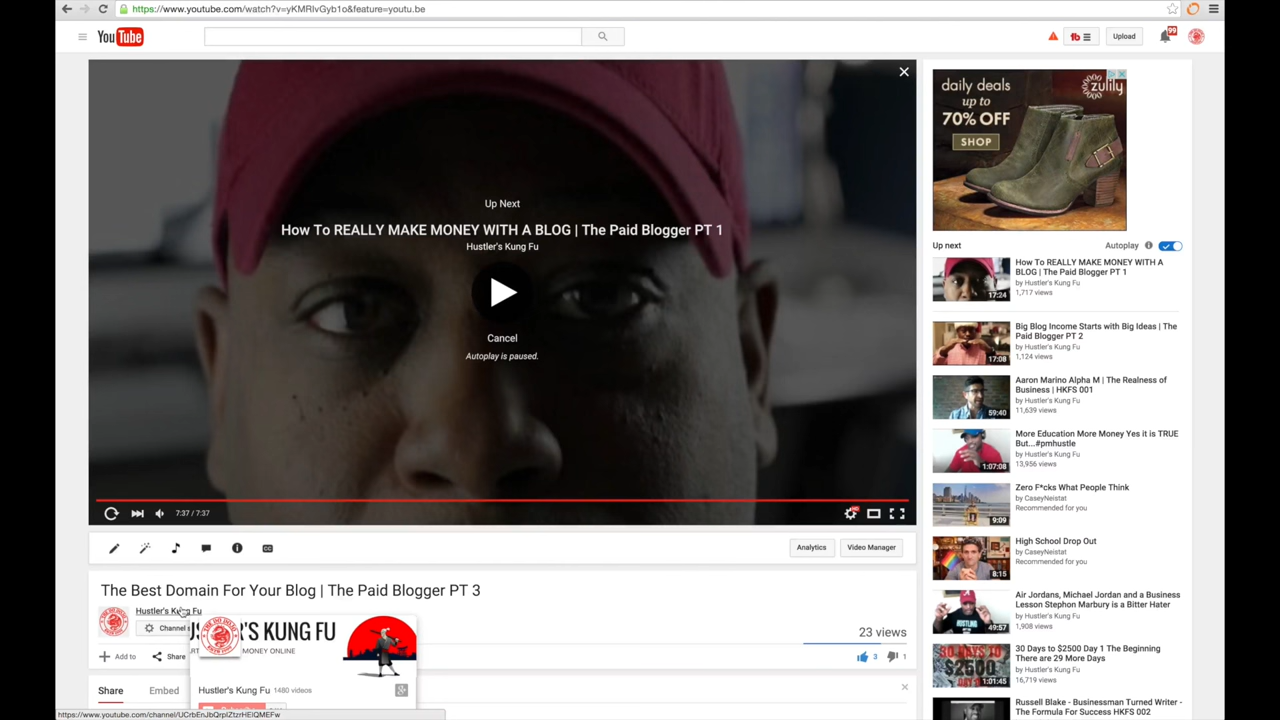 https://www.youtube.com/watch?v=yKMRlvGyb1o&feature=youtu.be
YouTube
Upload
99
Up Next
How To REALLY MAKE MONEY WITH A BLOG | The Paid Blogger PT 1
Hustler's Kung Fu
Cancel
Autoplay is paused.
7:37 / 7:37
Analytics
Video Manager
The Best Domain For Your Blog | The Paid Blogger PT 3
Hustler's Kung Fu
Channel
23 views
Add to
Share
3
1
'S KUNG FU
MONEY ONLINE
Hustler's Kung Fu 1480 videos
Share
Embed
https://www.youtube.com/channel/UCrbEnJbQrplZtzrHEIQMEFw
daily deals
up to
70% OFF
SHOP
zulily
Up next
Autoplay
How To REALLY MAKE MONEY WITH A
BLOG | The Paid Blogger PT 1
by Hustler's Kung Fu
1,717 views
17:24
Big Blog Income Starts with Big Ideas | The
Paid Blogger PT 2
by Hustler's Kung Fu
1,124 views
17:08
Aaron Marino Alpha M | The Realness of
Business | HKFS 001
by Hustler's Kung Fu
11,639 views
59:40
More Education More Money Yes it is TRUE
But...#pmhustle
by Hustler's Kung Fu
13,956 views
1:07:08
Zero F*cks What People Think
by CaseyNeistat
Recommended for you
9:09
High School Drop Out
by CaseyNeistat
Recommended for you
8:15
Air Jordans, Michael Jordan and a Business
Lesson Stephon Marbury is a Bitter Hater
by Hustler's Kung Fu
1,908 views
49:57
30 Days to $2500 Day 1 The Beginning
There are 29 More Days
by Hustler's Kung Fu
16,719 views
30 DAYS TO
$2500
1:01:45
Russell Blake - Businessman Turned Writer -
The Formula For Success HKFS 002